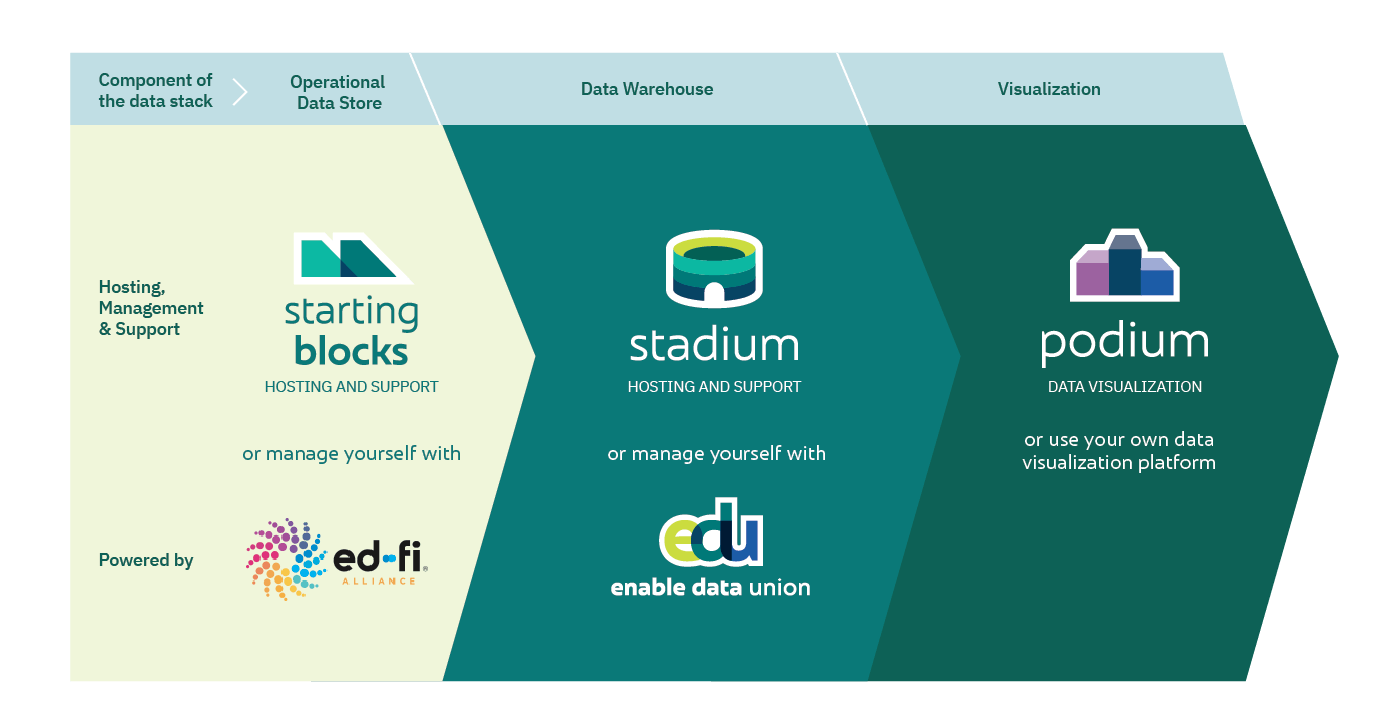 Component of
the data stack
Operational
Data Store
Data Warehouse
Visualization
Hosting,
Management
& Support
starting
blocks
HOSTING AND SUPPORT
or manage yourself with
stadium
HOSTING AND SUPPORT
or manage yourself with
podium
DATA VISUALIZATION
or use your own data
visualization platform
Powered by
ed-fi®
ALLIANCE
edu
enable data union